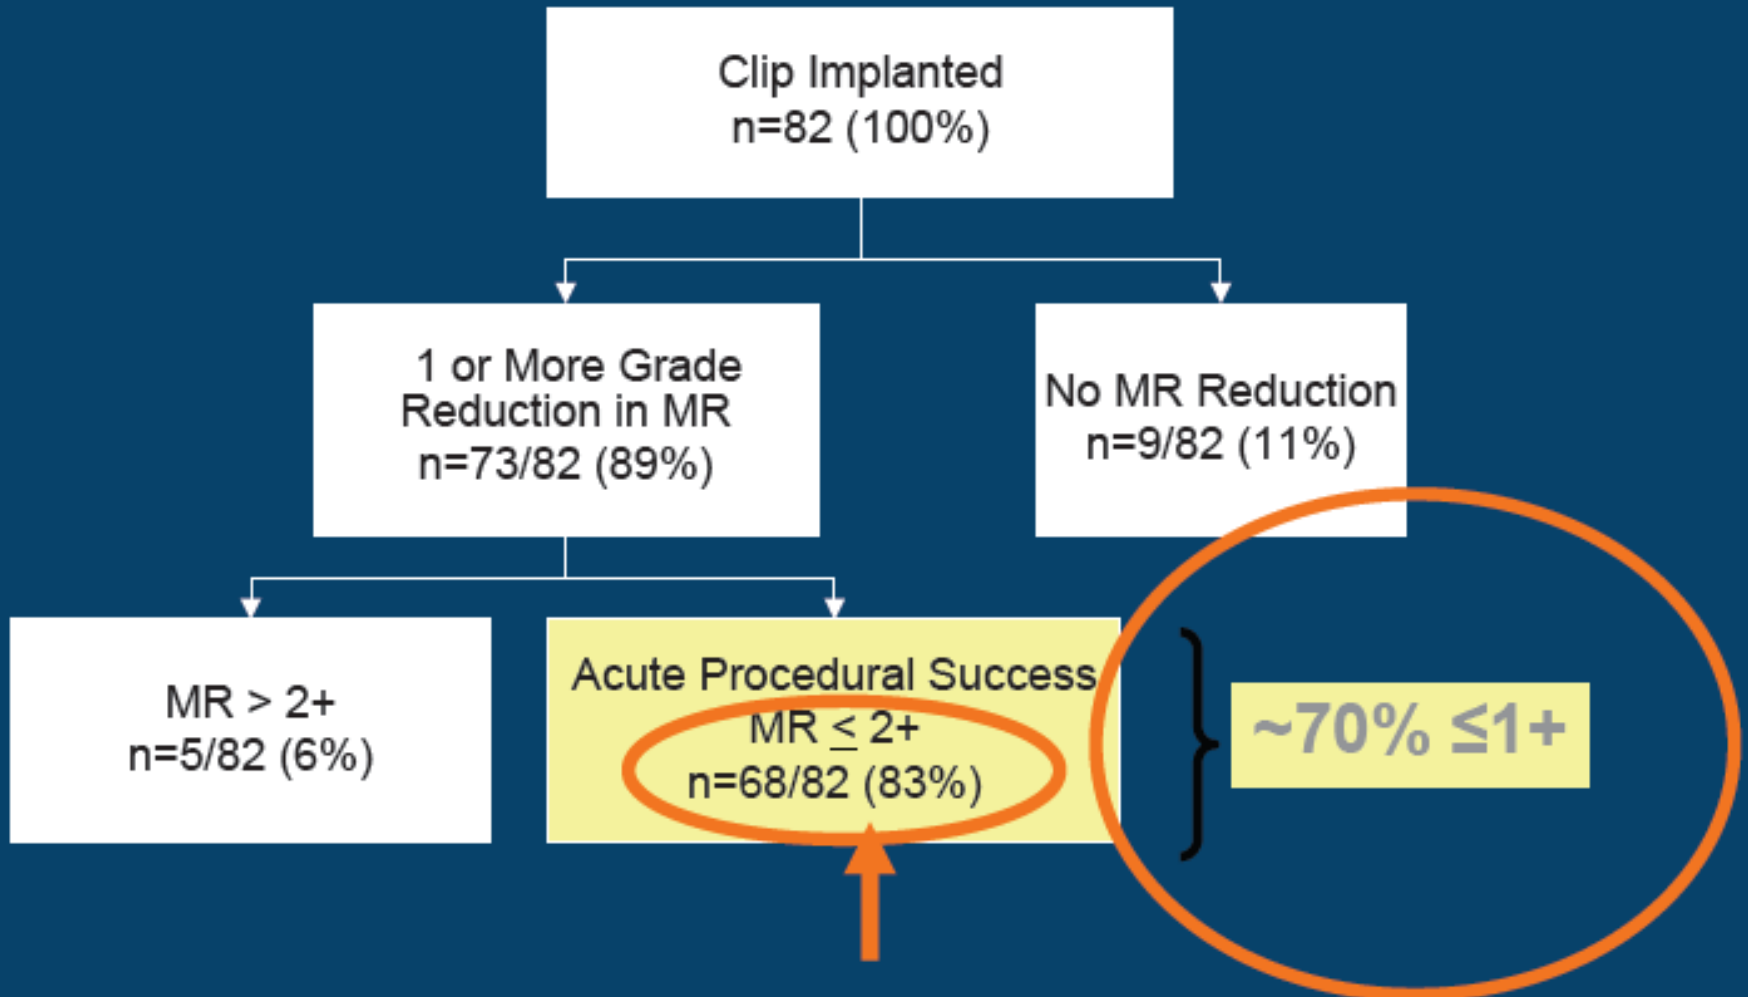 Clip Implanted
n=82 (100%)
1 or More Grade
Reduction in MR
n=73/82 (89%)
No MR Reduction
n=9/82 (11%)
MR > 2+
n=5/82 (6%)
Acute Procedural Success
MR ≤ 2+
n=68/82 (83%)
~70% ≤1+